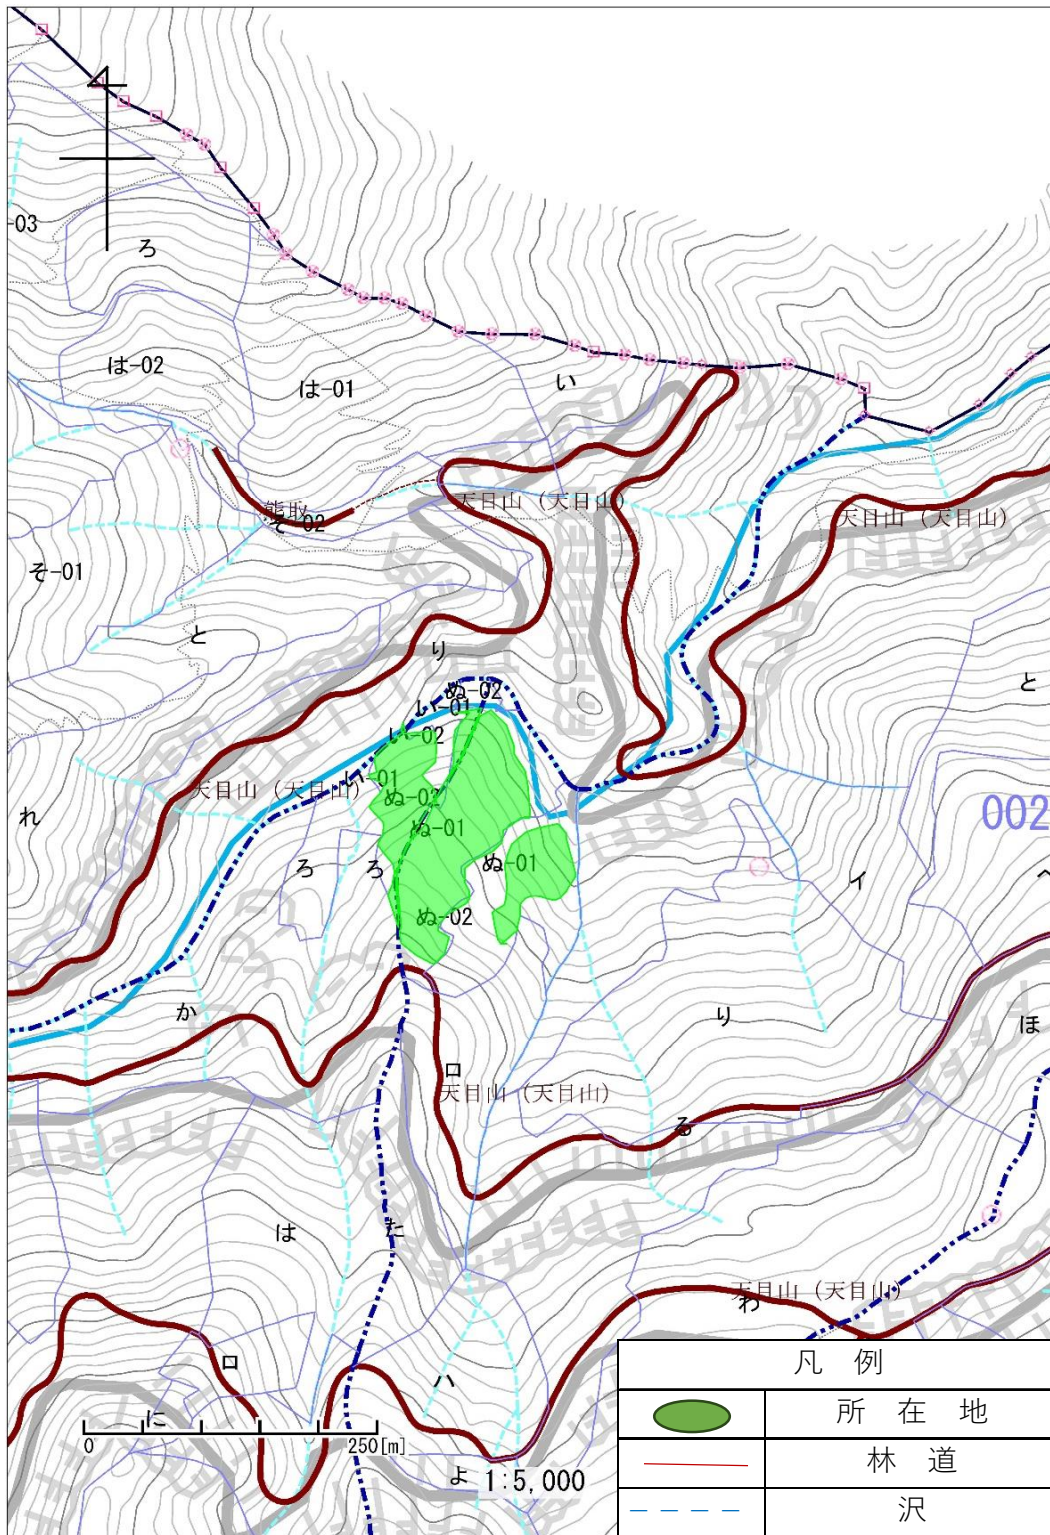 -03
ろ
は-02
は-01
い
天目山（天目山）
熊取
そ-02
天目山（天目山）
そ-01
と
り
と
ぬ-02
い-01
い-02
い-01
天目山（天目山）
ぬ-02
れ
ぬ-01
002
ろ
ろ
ぬ-01
イ
へ
ぬ-02
か
り
ほ
ロ
天目山（天目山）
る
は
た
天目山（天目山）
わ
ロ
ハ
に
0
250[m]
よ
1:5,000
凡 例
所 在 地
林 道
沢